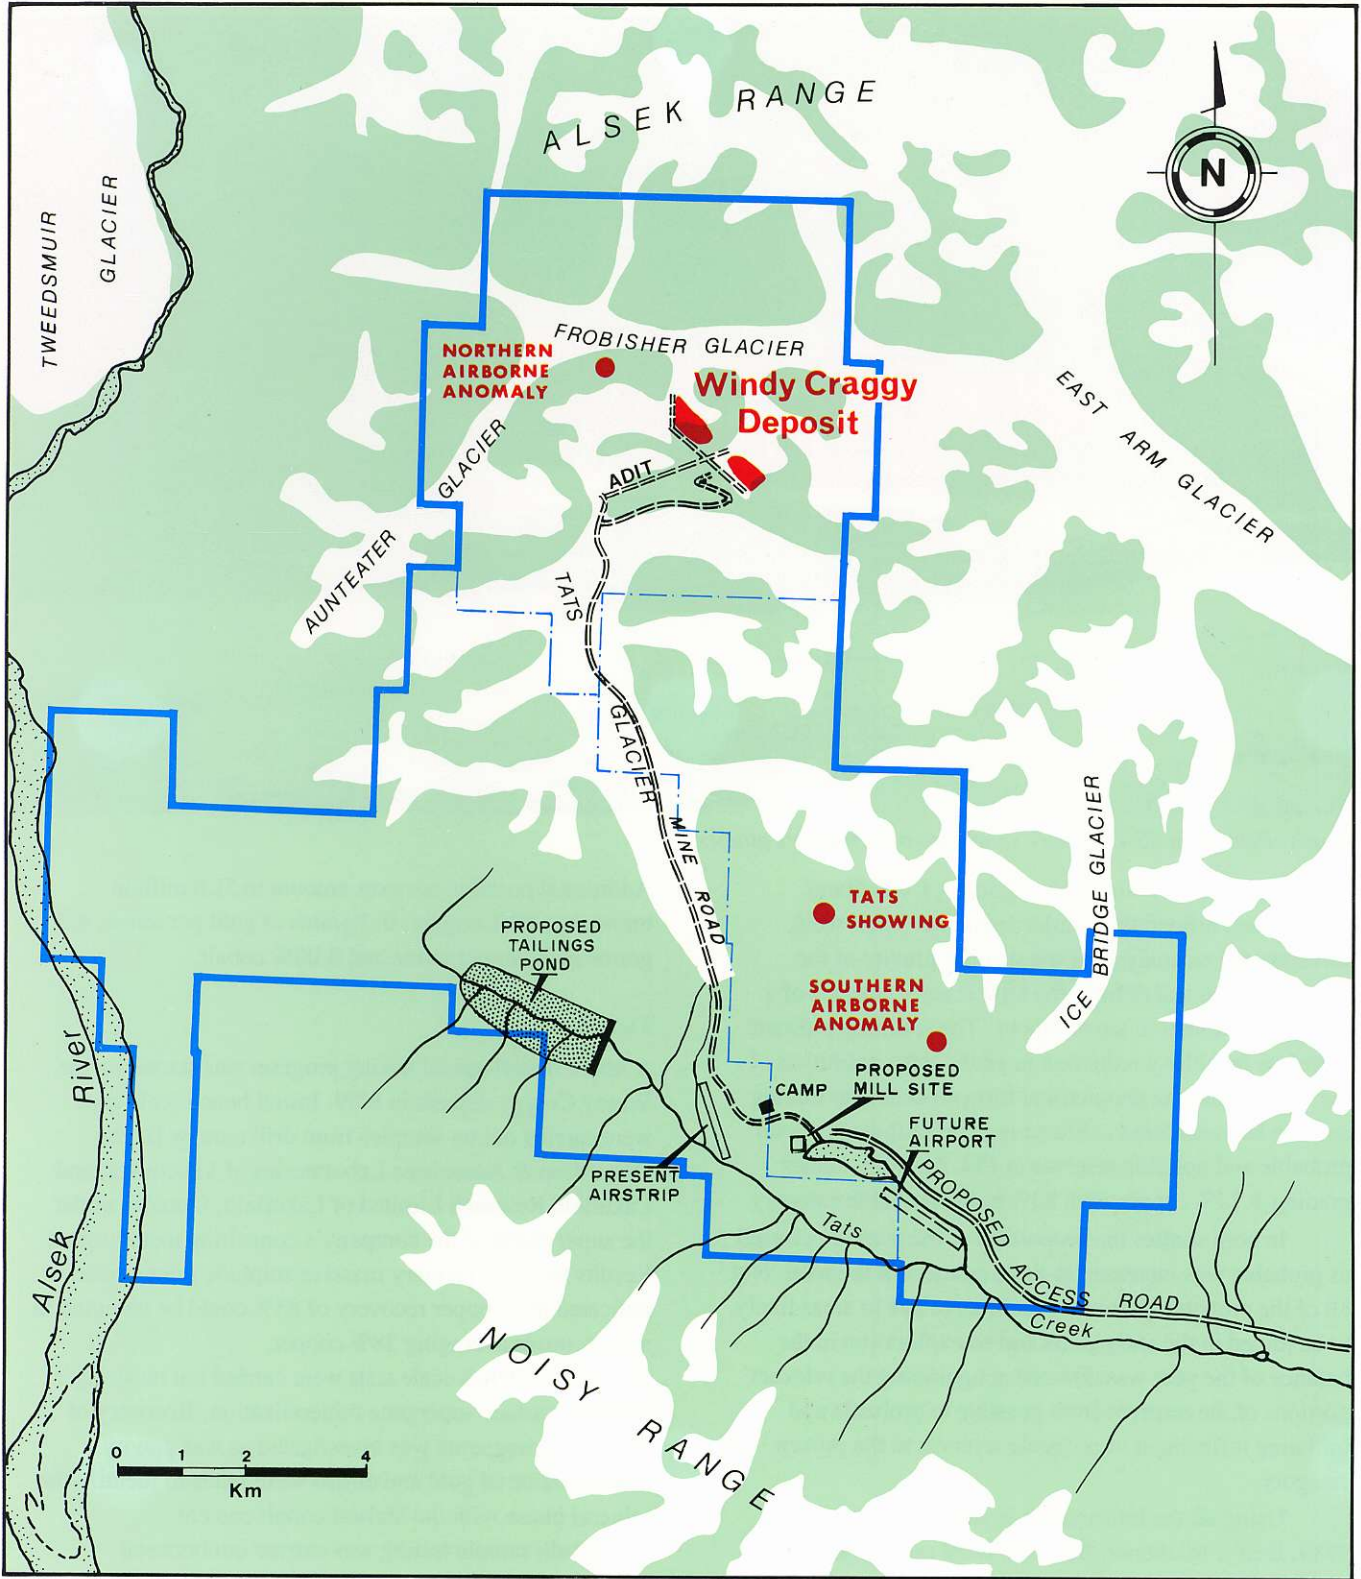 ALSEK RANGE
N
TWEEDSMUIR
GLACIER
FROBISHER GLACIER
NORTHERN
AIRBORNE
ANOMALY
Windy Craggy
Deposit
EAST ARM GLACIER
ADIT
AUNTEATER GLACIER
TATS GLACIER
MINE ROAD
ICE BRIDGE GLACIER
TATS
SHOWING
PROPOSED
TAILINGS
POND
SOUTHERN
AIRBORNE
ANOMALY
PROPOSED
MILL SITE
CAMP
FUTURE
AIRPORT
PRESENT
AIRSTRIP
PROPOSED ACCESS ROAD
Tats Creek
Alsek River
NOISY RANGE
0 1 2 4
Km